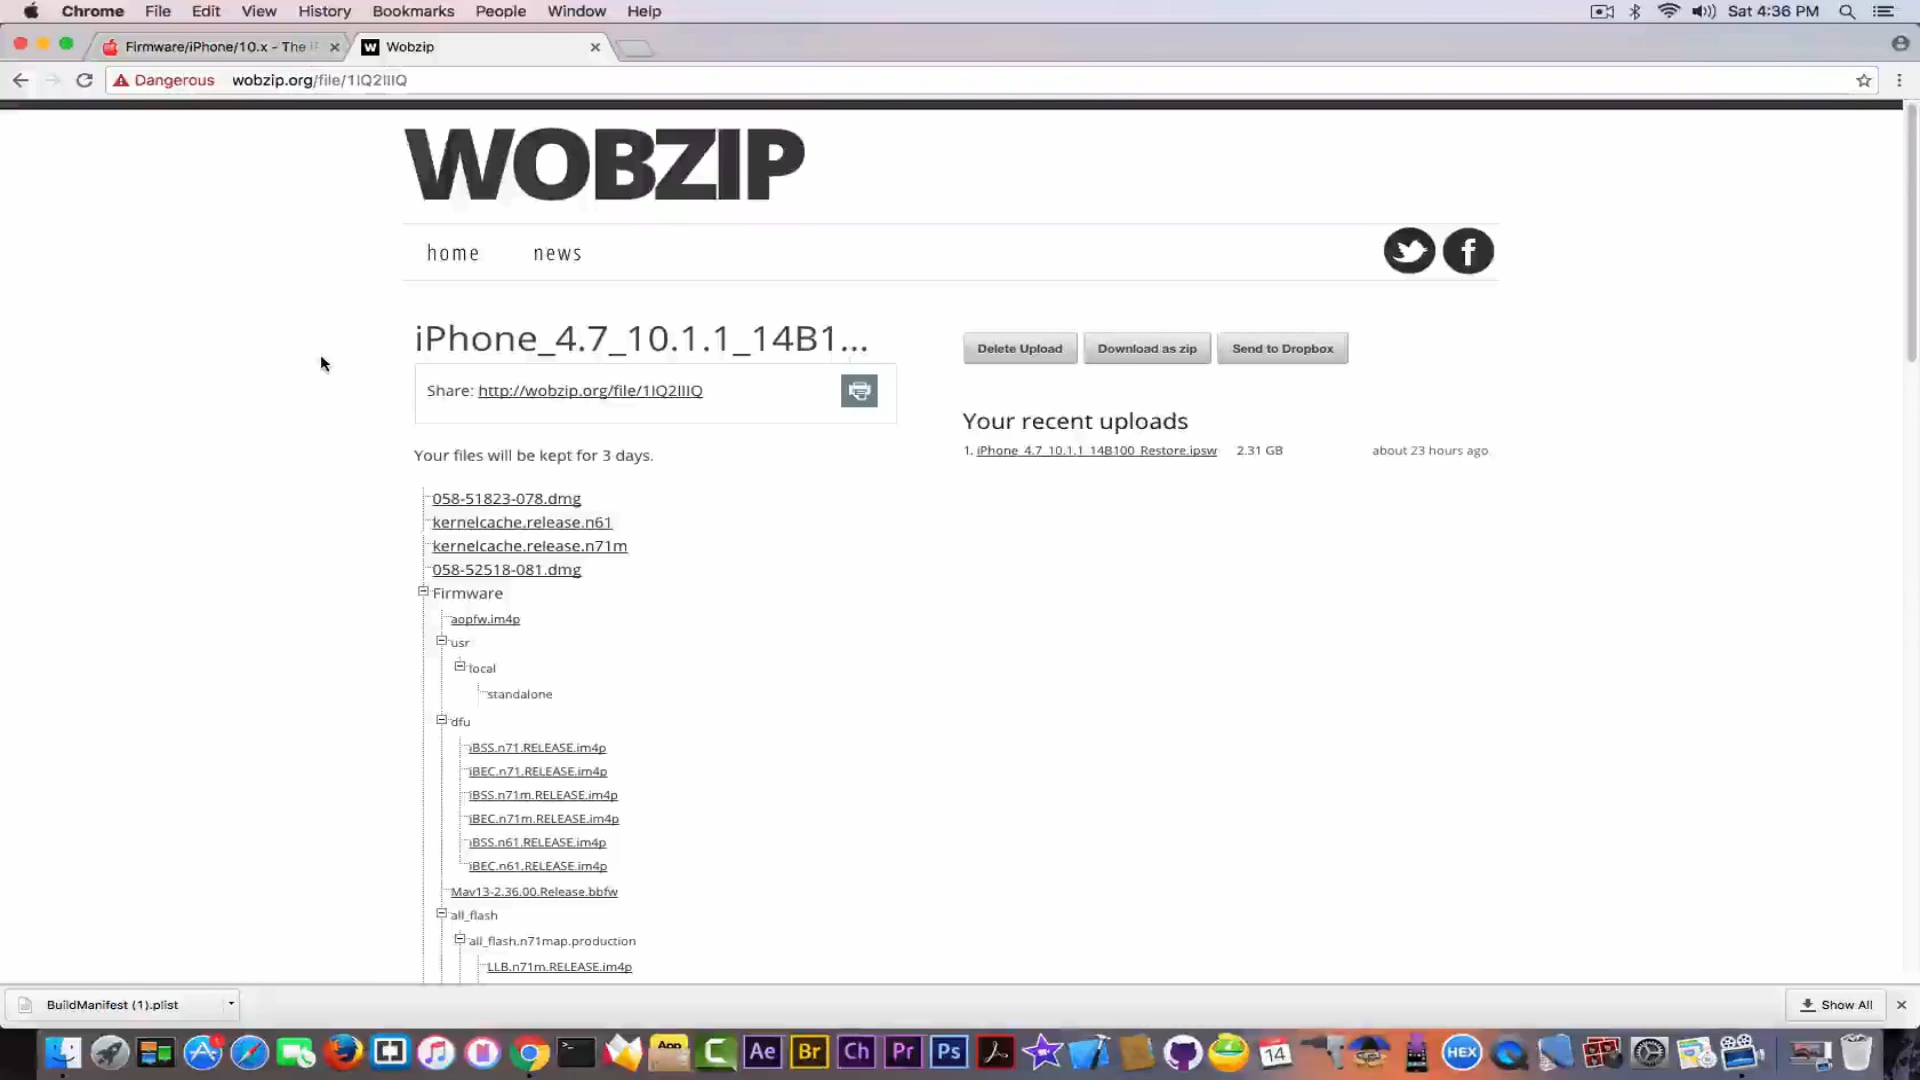 Chrome File Edit View History Bookmarks People Window Help Sat 4:36 PM
Firmware/iPhone/10.x - The Wobzip
Dangerous wobzip.org/file/1IQ2IIIQ
WOBZIP
home news
iPhone_4.7_10.1.1_14B1...
Delete Upload Download as zip Send to Dropbox
Share: http://wobzip.org/file/1IQ2IIIQ
Your recent uploads
1. iPhone_4.7_10.1.1_14B100_Restore.ipsw 2.31 GB about 23 hours ago
Your files will be kept for 3 days.
058-51823-078.dmg
kernelcache.release.n61
kernelcache.release.n71m
058-52518-081.dmg
Firmware
aopfw.im4p
usr
local
standalone
dfu
iBSS.n71.RELEASE.im4p
iBEC.n71.RELEASE.im4p
iBSS.n71m.RELEASE.im4p
iBEC.n71m.RELEASE.im4p
iBSS.n61.RELEASE.im4p
iBEC.n61.RELEASE.im4p
Mav13-2.36.00.Release.bbfw
all_flash
all_flash.n71map.production
LLB.n71m.RELEASE.im4p
BuildManifest (1).plist Show All
App Ae Br Ch Pr Ps 14 HEX